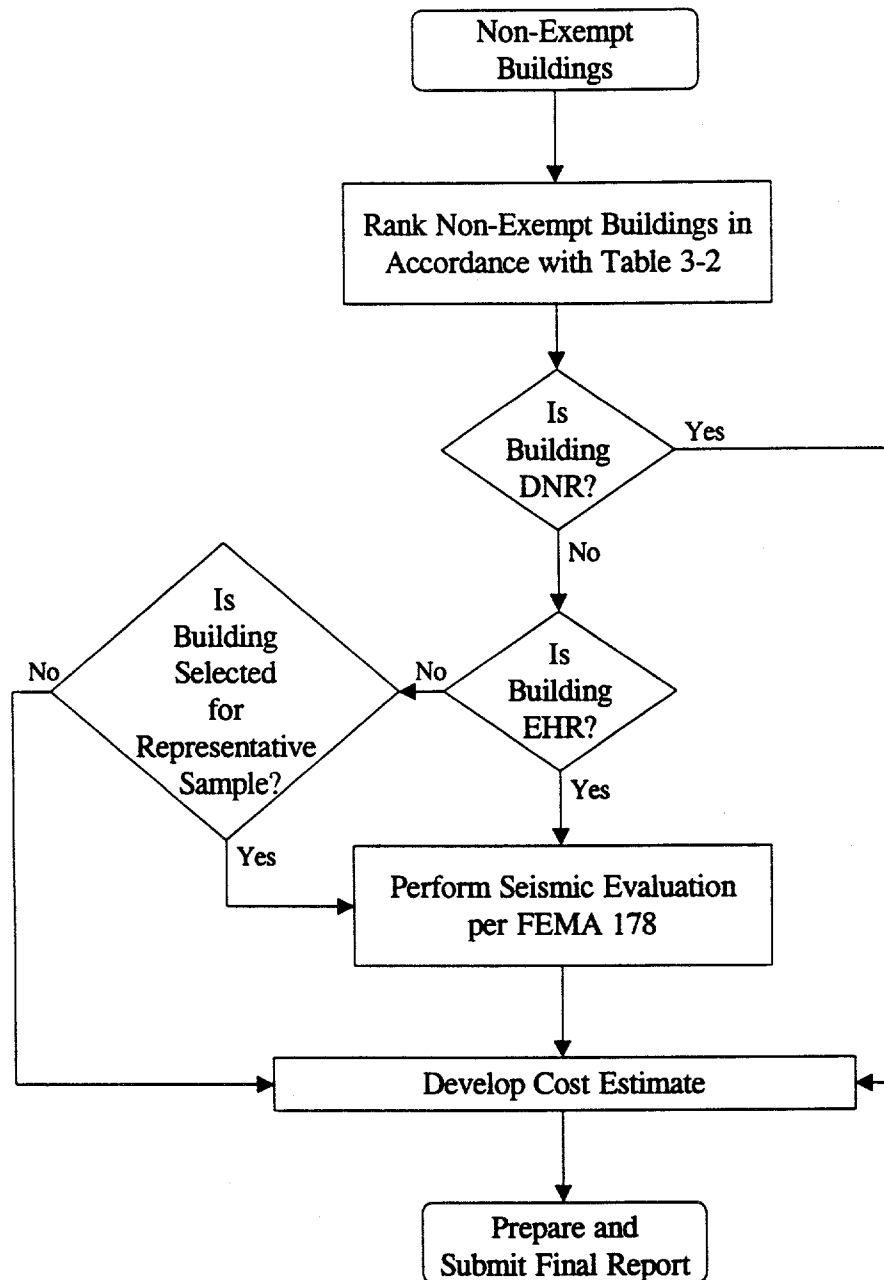 Non-Exempt
Buildings
Rank Non-Exempt Buildings in
Accordance with Table 3-2
Is
Building
DNR?
Yes
No
Is
Building
EHR?
No
Yes
Is
Building
Selected
for
Representative
Sample?
No
Yes
Perform Seismic Evaluation
per FEMA 178
Develop Cost Estimate
Prepare and
Submit Final Report